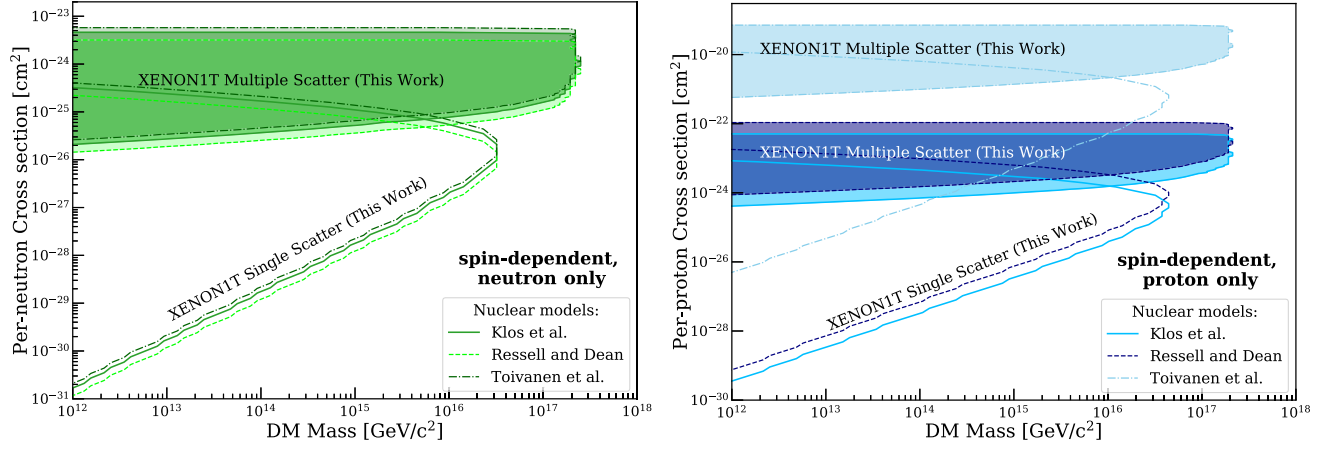 10^−23
10^−24
10^−25
10^−26
10^−27
10^−28
10^−29
10^−30
10^−31
Per-neutron Cross section [cm^2]
XENON1T Multiple Scatter (This Work)
XENON1T Single Scatter (This Work)
spin-dependent,
neutron only
Nuclear models:
Klos et al.
Ressell and Dean
Toivanen et al.
10^12 10^13 10^14 10^15 10^16 10^17 10^18
DM Mass [GeV/c^2]
10^−20
10^−22
10^−24
10^−26
10^−28
10^−30
Per-proton Cross section [cm^2]
XENON1T Multiple Scatter (This Work)
XENON1T Multiple Scatter (This Work)
XENON1T Single Scatter (This Work)
spin-dependent,
proton only
Nuclear models:
Klos et al.
Ressell and Dean
Toivanen et al.
10^12 10^13 10^14 10^15 10^16 10^17 10^18
DM Mass [GeV/c^2]